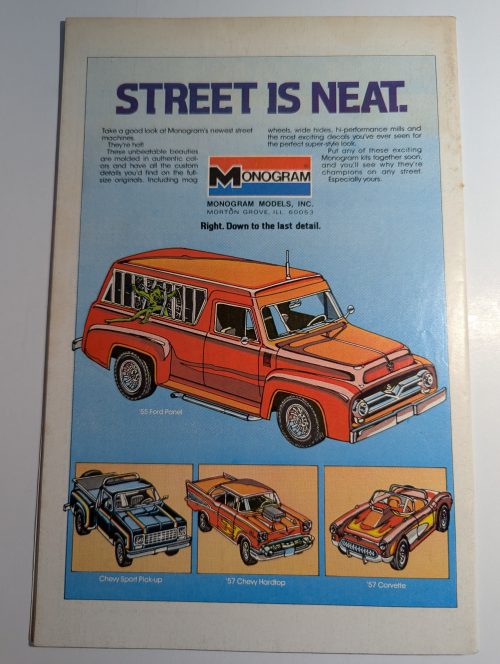 STREET IS NEAT.
Take a good look at Monogram's newest street
machines.
They're hot!
These unbeatable beauties
are molded in authentic col-
ors and have all the custom
details you'd find on the full-
size originals. Including mag
wheels, wide hides, hi-performance mills and
the most exciting decals you've ever seen for
the perfect super-style look.
Put any of these exciting
Monogram kits together soon,
and you'll see why they're
champions on any street.
Especially yours.
MONOGRAM
MONOGRAM MODELS, INC.
MORTON GROVE, ILL. 60053
Right. Down to the last detail.
'55 Ford Panel
Chevy Sport Pick-up
'57 Chevy Hardtop
'57 Corvette